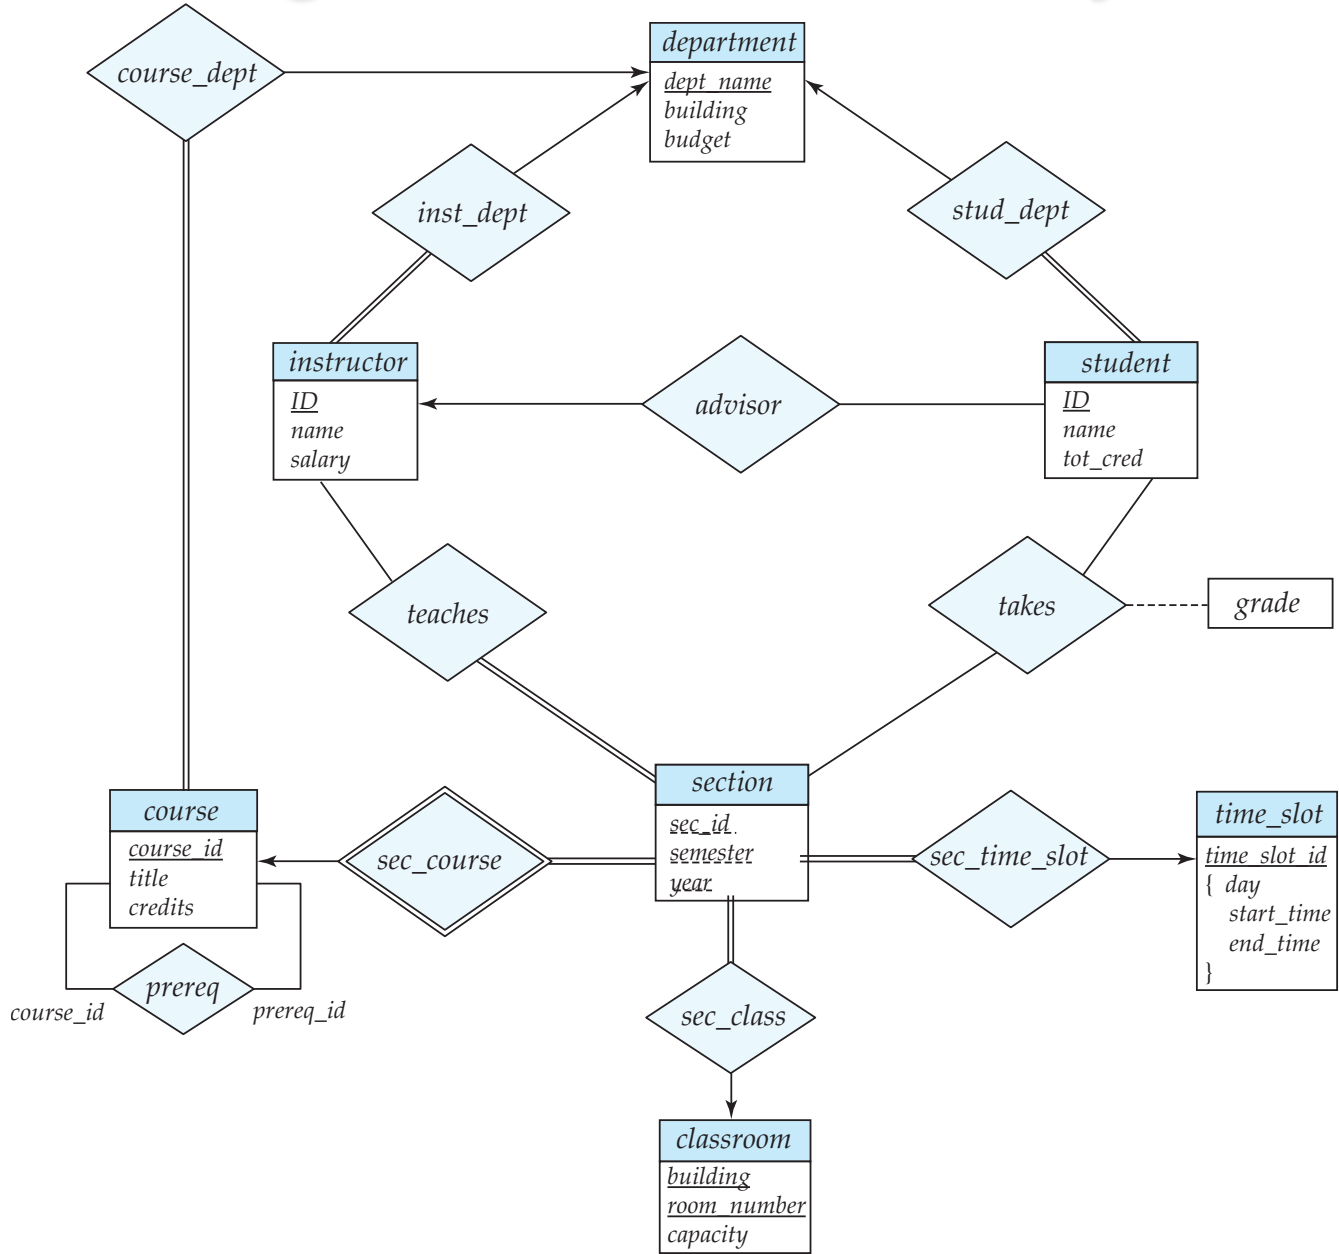 course_dept
department
dept_name
building
budget
inst_dept
stud_dept
instructor
ID
name
salary
advisor
student
ID
name
tot_cred
teaches
takes
grade
course
course_id
title
credits
sec_course
section
sec_id
semester
year
sec_time_slot
time_slot
time_slot_id
{ day
start_time
end_time
}
prereq
course_id
prereq_id
sec_class
classroom
building
room_number
capacity